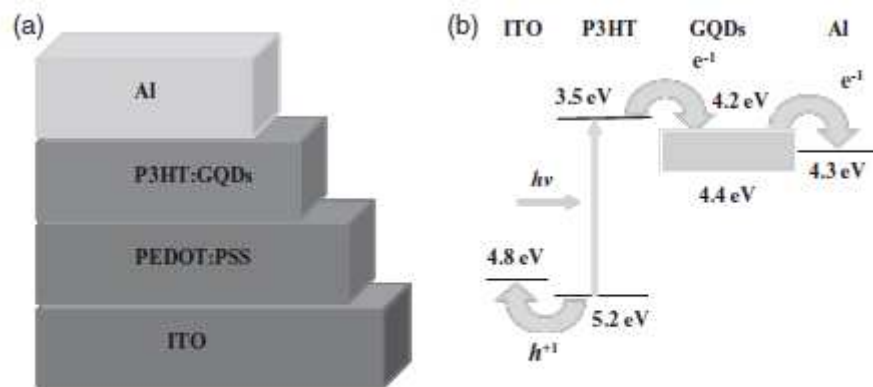 (a)
Al
P3HT:GQDs
PEDOT:PSS
ITO
(b)
ITO P3HT GQDs Al
e⁻¹
e⁻¹
3.5 eV
4.2 eV
4.3 eV
4.4 eV
hν
4.8 eV
5.2 eV
h⁺¹